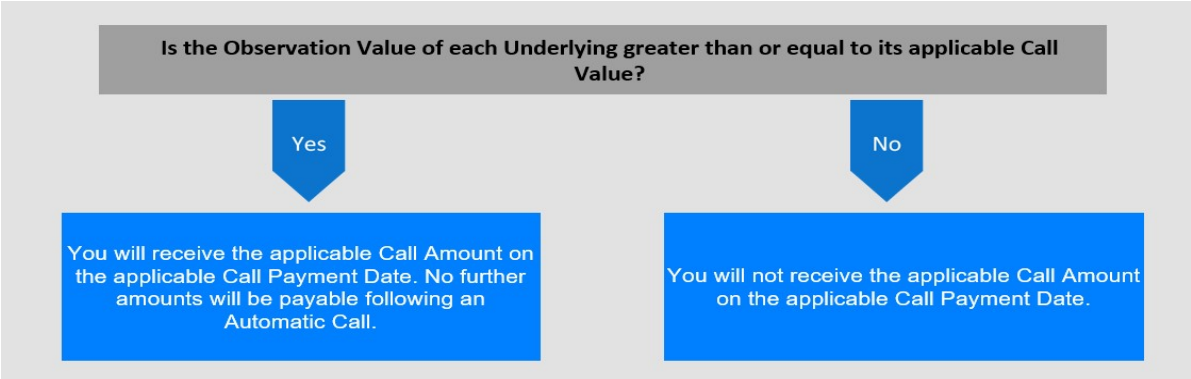 Is the Observation Value of each Underlying greater than or equal to its applicable Call
Value?
Yes
No
You will receive the applicable Call Amount on
the applicable Call Payment Date. No further
amounts will be payable following an
Automatic Call.
You will not receive the applicable Call Amount
on the applicable Call Payment Date.